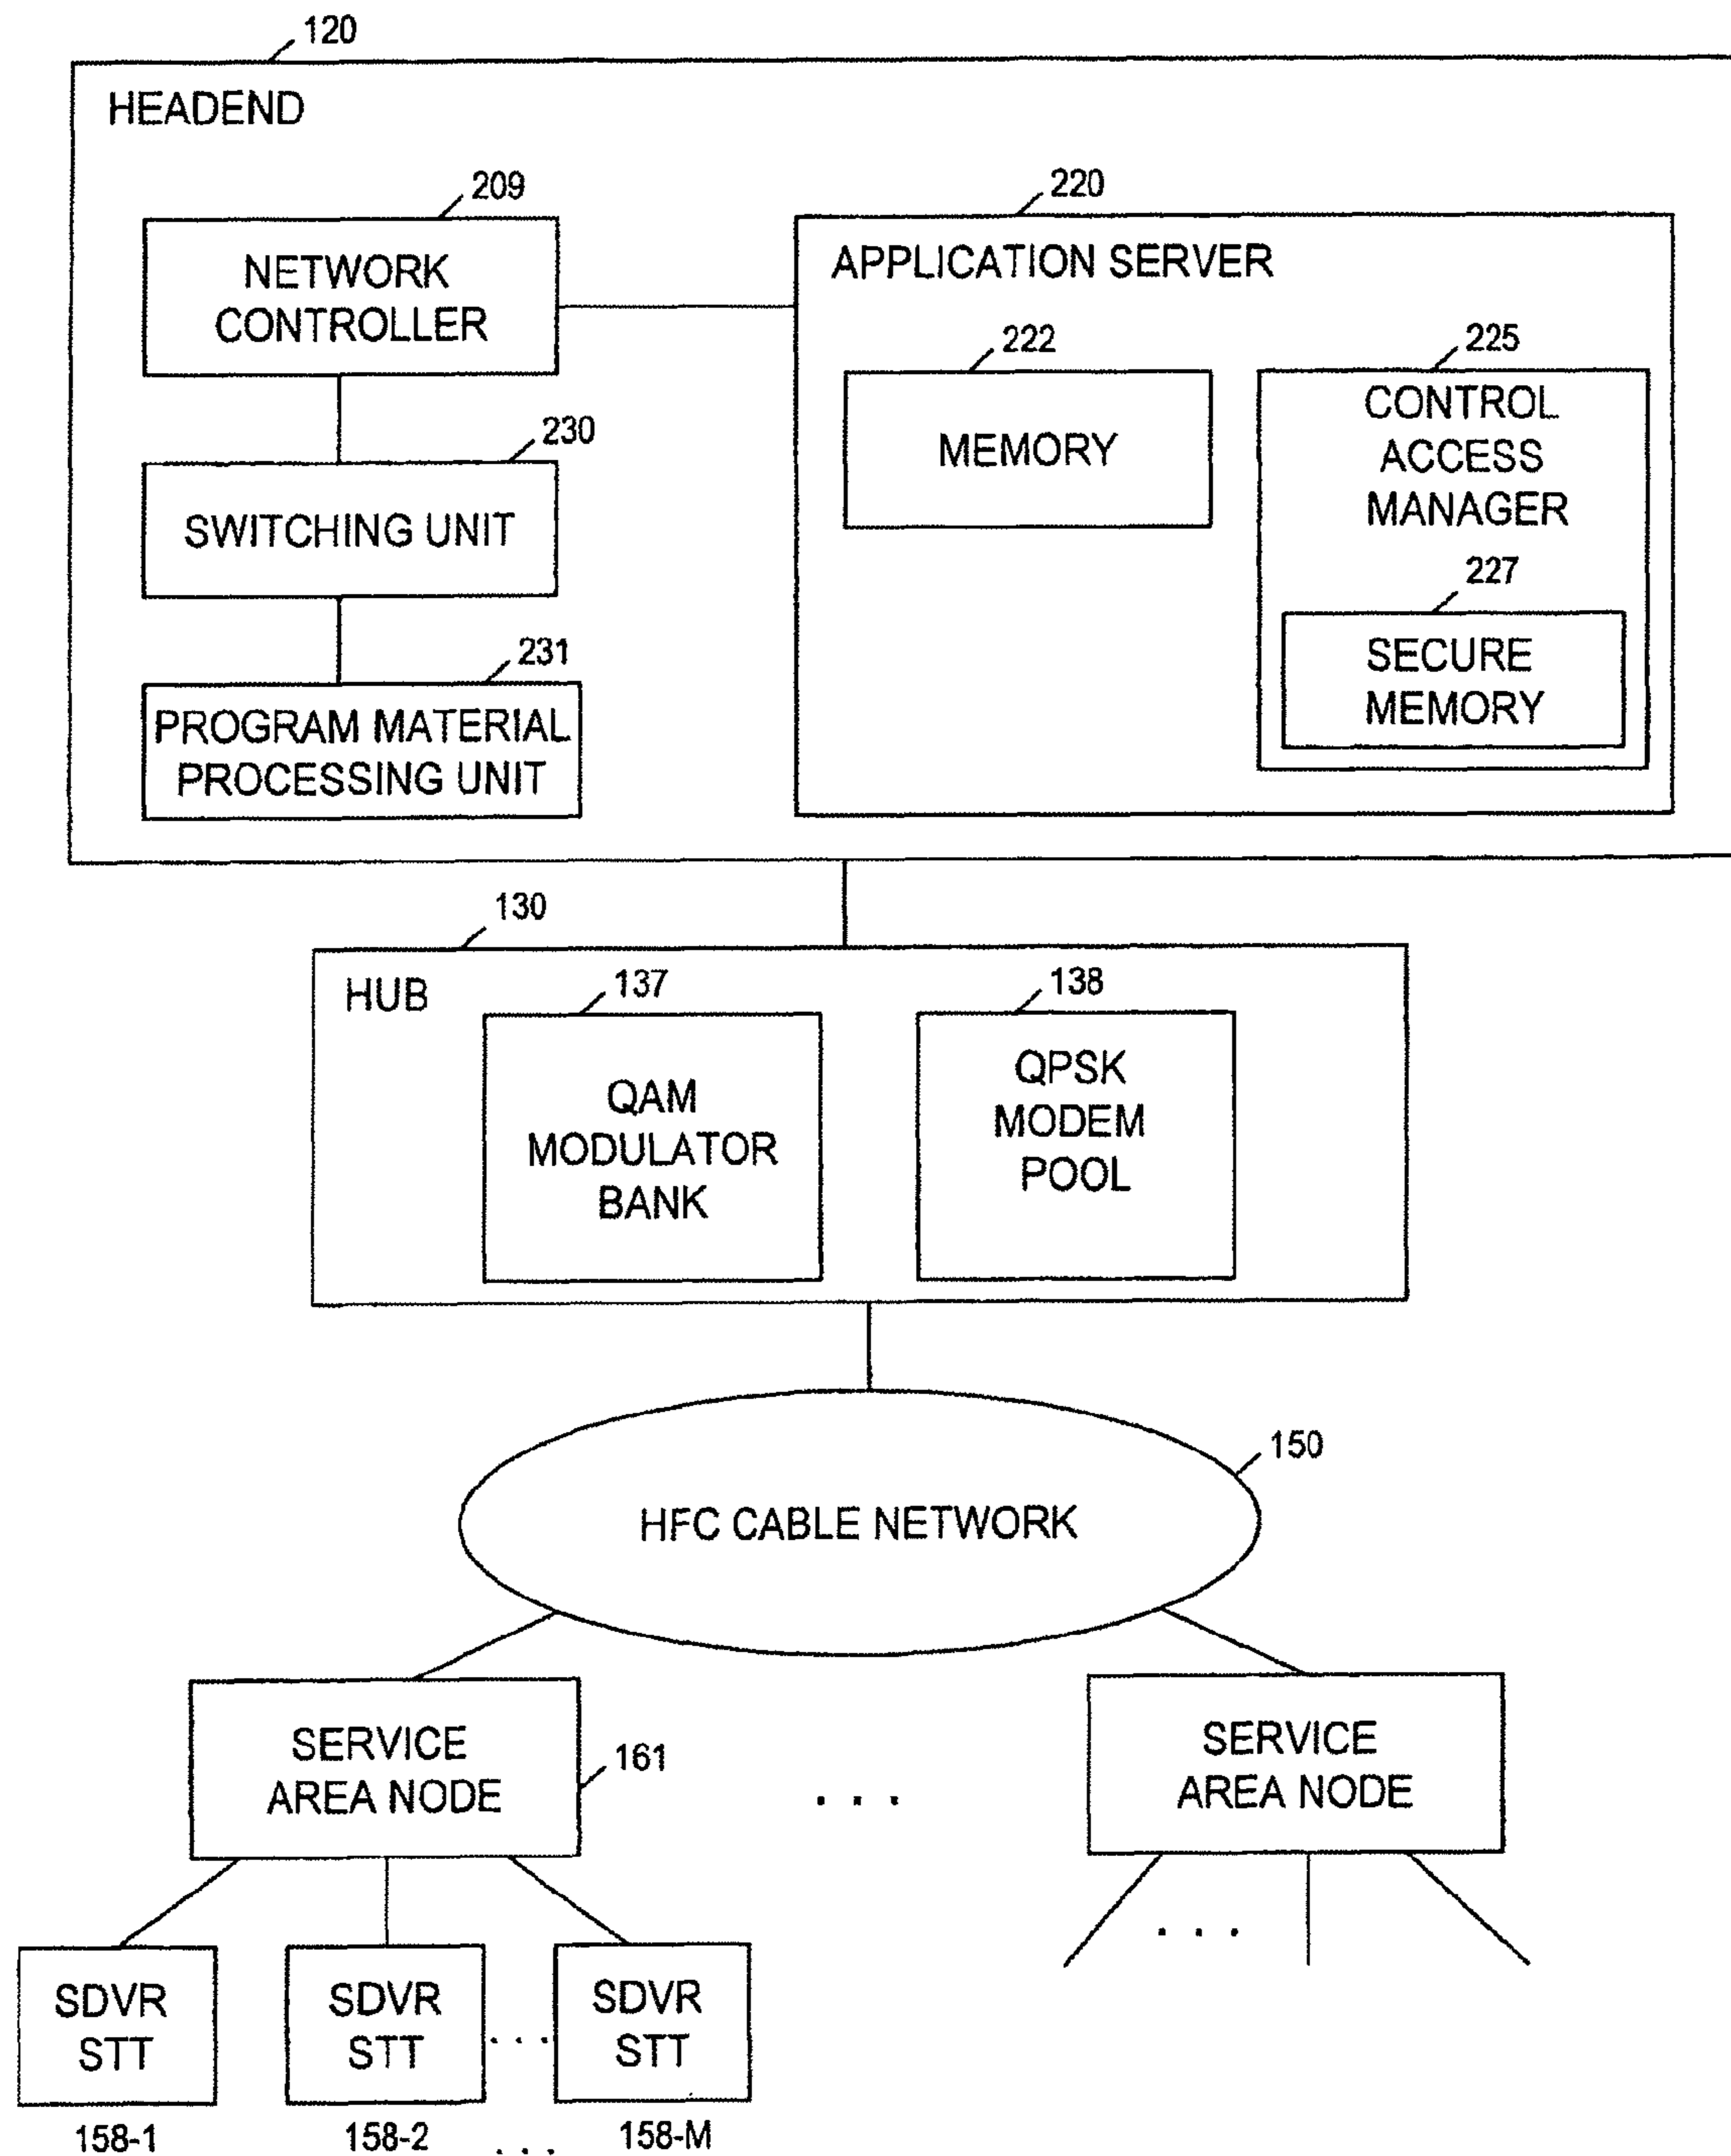 120
HEADEND
209
NETWORK
CONTROLLER
220
APPLICATION SERVER
222
MEMORY
225
CONTROL
ACCESS
MANAGER
227
SECURE
MEMORY
230
SWITCHING UNIT
231
PROGRAM MATERIAL
PROCESSING UNIT
130
HUB
137
QAM
MODULATOR
BANK
138
QPSK
MODEM
POOL
150
HFC CABLE NETWORK
SERVICE
AREA NODE
161
. . .
SERVICE
AREA NODE
. . .
SDVR
STT
SDVR
STT
. . .
SDVR
STT
158-1
158-2
. . .
158-M